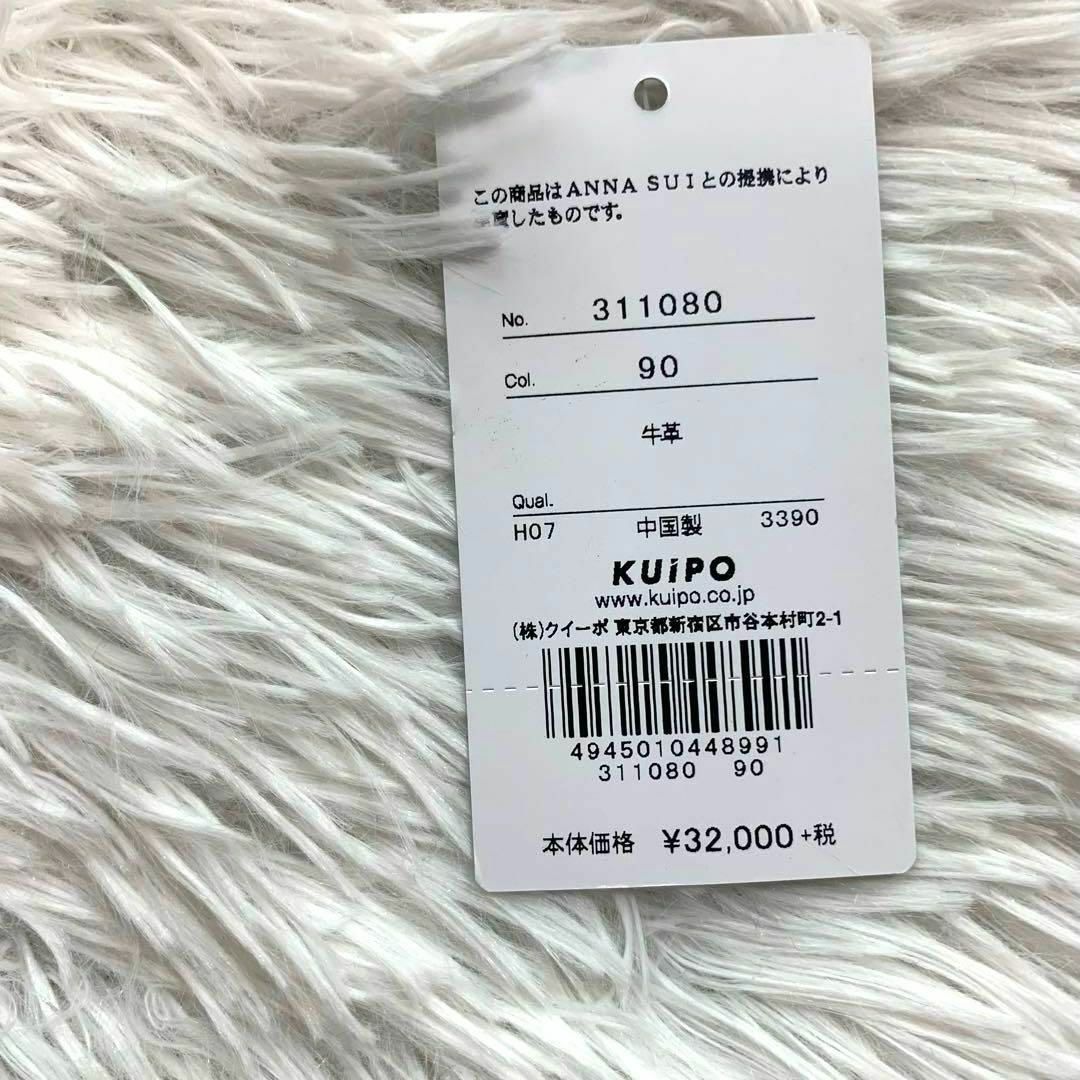 この商品はANNA SUIとの提携により
生産したものです。
No. 311080
Col. 90
牛革
Qual.
H07 中国製 3390
KUiPO
www.kuipo.co.jp
(株)クイーポ 東京都新宿区市谷本村町2-1
4945010448991
311080 90
本体価格 ¥32,000+税